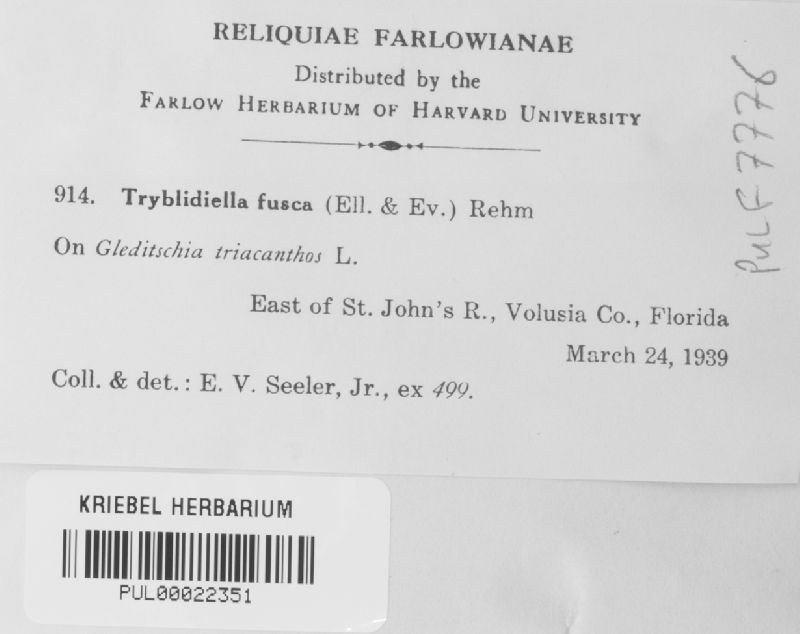 RELIQUIAE FARLOWIANAE
Distributed by the
FARLOW HERBARIUM OF HARVARD UNIVERSITY
914. Tryblidiella fusca (Ell. & Ev.) Rehm
On Gleditschia triacanthos L.
East of St. John's R., Volusia Co., Florida
March 24, 1939
Coll. & det.: E. V. Seeler, Jr., ex 499.
PUL F7776
KRIEBEL HERBARIUM
PUL00022351